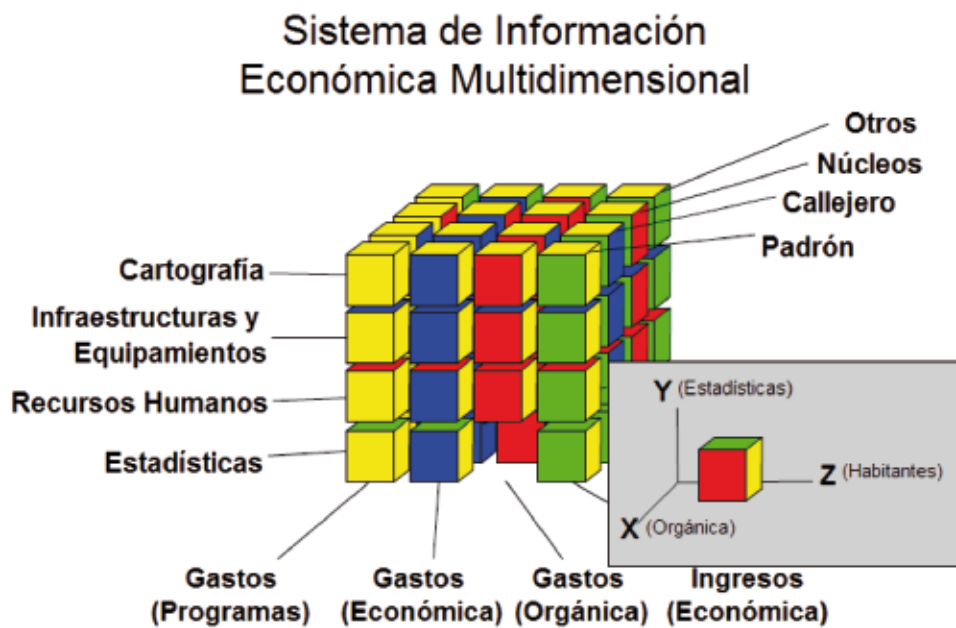 Sistema de Información
Económica Multidimensional
Otros
Núcleos
Callejero
Padrón
Cartografía
Infraestructuras y
Equipamientos
Recursos Humanos
Estadísticas
Y (Estadísticas)
Z (Habitantes)
X (Orgánica)
Gastos
(Programas)
Gastos
(Económica)
Gastos
(Orgánica)
Ingresos
(Económica)